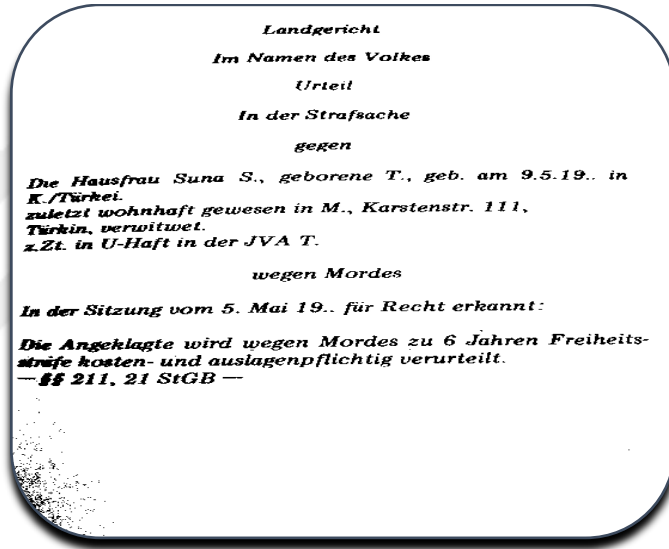 Landgericht
Im Namen des Volkes
Urteil
In der Strafsache
gegen
Die Hausfrau Suna S., geborene T., geb. am 9.5.19.. in
K./Türkei.
zuletzt wohnhaft gewesen in M., Karstenstr. 111,
Türkin, verwitwet.
z.Zt. in U-Haft in der JVA T.
wegen Mordes
In der Sitzung vom 5. Mai 19.. für Recht erkannt:
Die Angeklagte wird wegen Mordes zu 6 Jahren Freiheits-
strafe kosten- und auslagenpflichtig verurteilt.
— §§ 211, 21 StGB —